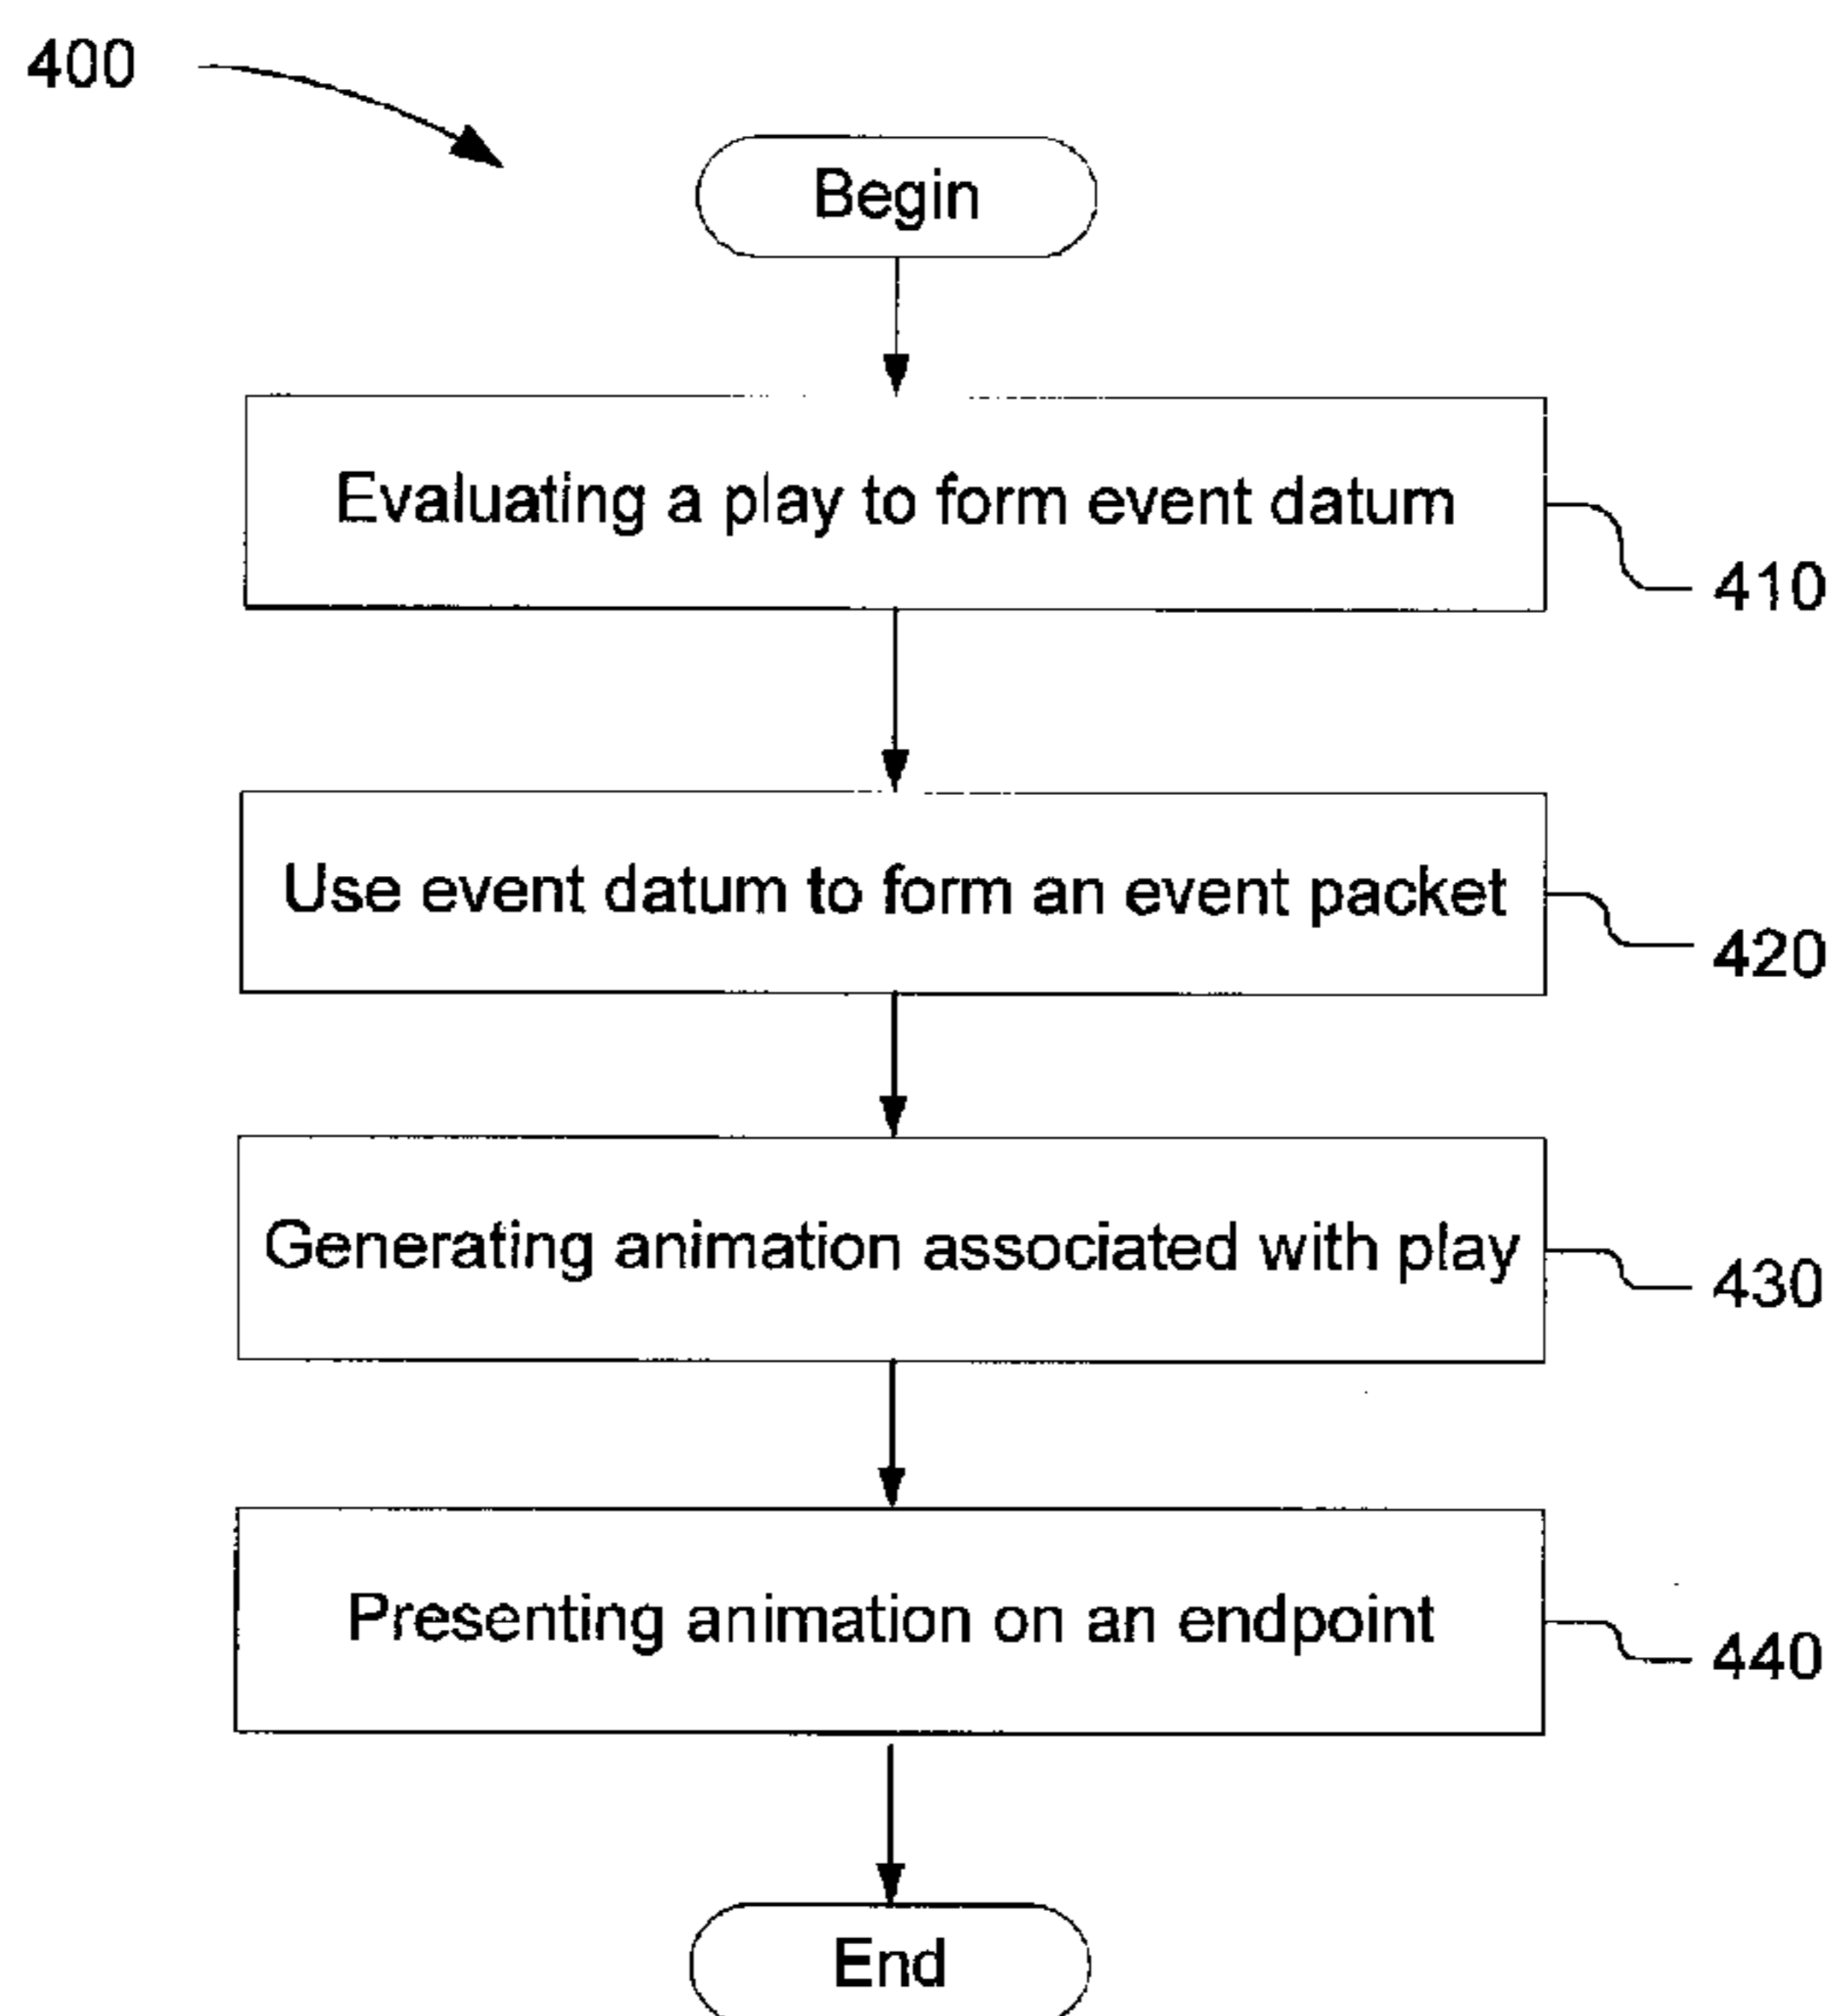 400
Begin
Evaluating a play to form event datum
410
Use event datum to form an event packet
420
Generating animation associated with play
430
Presenting animation on an endpoint
440
End